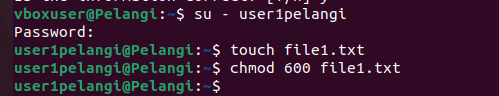 vboxuser@Pelangi:~$ su - user1pelangi
Password:
user1pelangi@Pelangi:~$ touch file1.txt
user1pelangi@Pelangi:~$ chmod 600 file1.txt
user1pelangi@Pelangi:~$